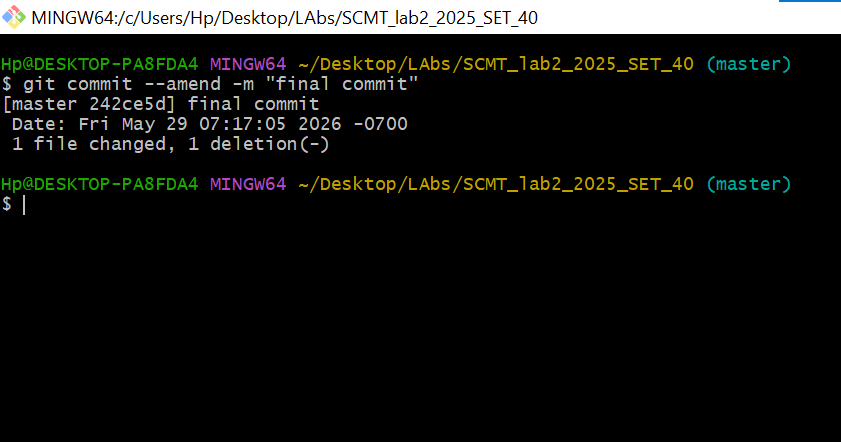 MINGW64:/c/Users/Hp/Desktop/LAbs/SCMT_lab2_2025_SET_40
Hp@DESKTOP-PA8FDA4 MINGW64 ~/Desktop/LAbs/SCMT_lab2_2025_SET_40 (master)
$ git commit --amend -m "final commit"
[master 242ce5d] final commit
 Date: Fri May 29 07:17:05 2026 -0700
 1 file changed, 1 deletion(-)
Hp@DESKTOP-PA8FDA4 MINGW64 ~/Desktop/LAbs/SCMT_lab2_2025_SET_40 (master)
$